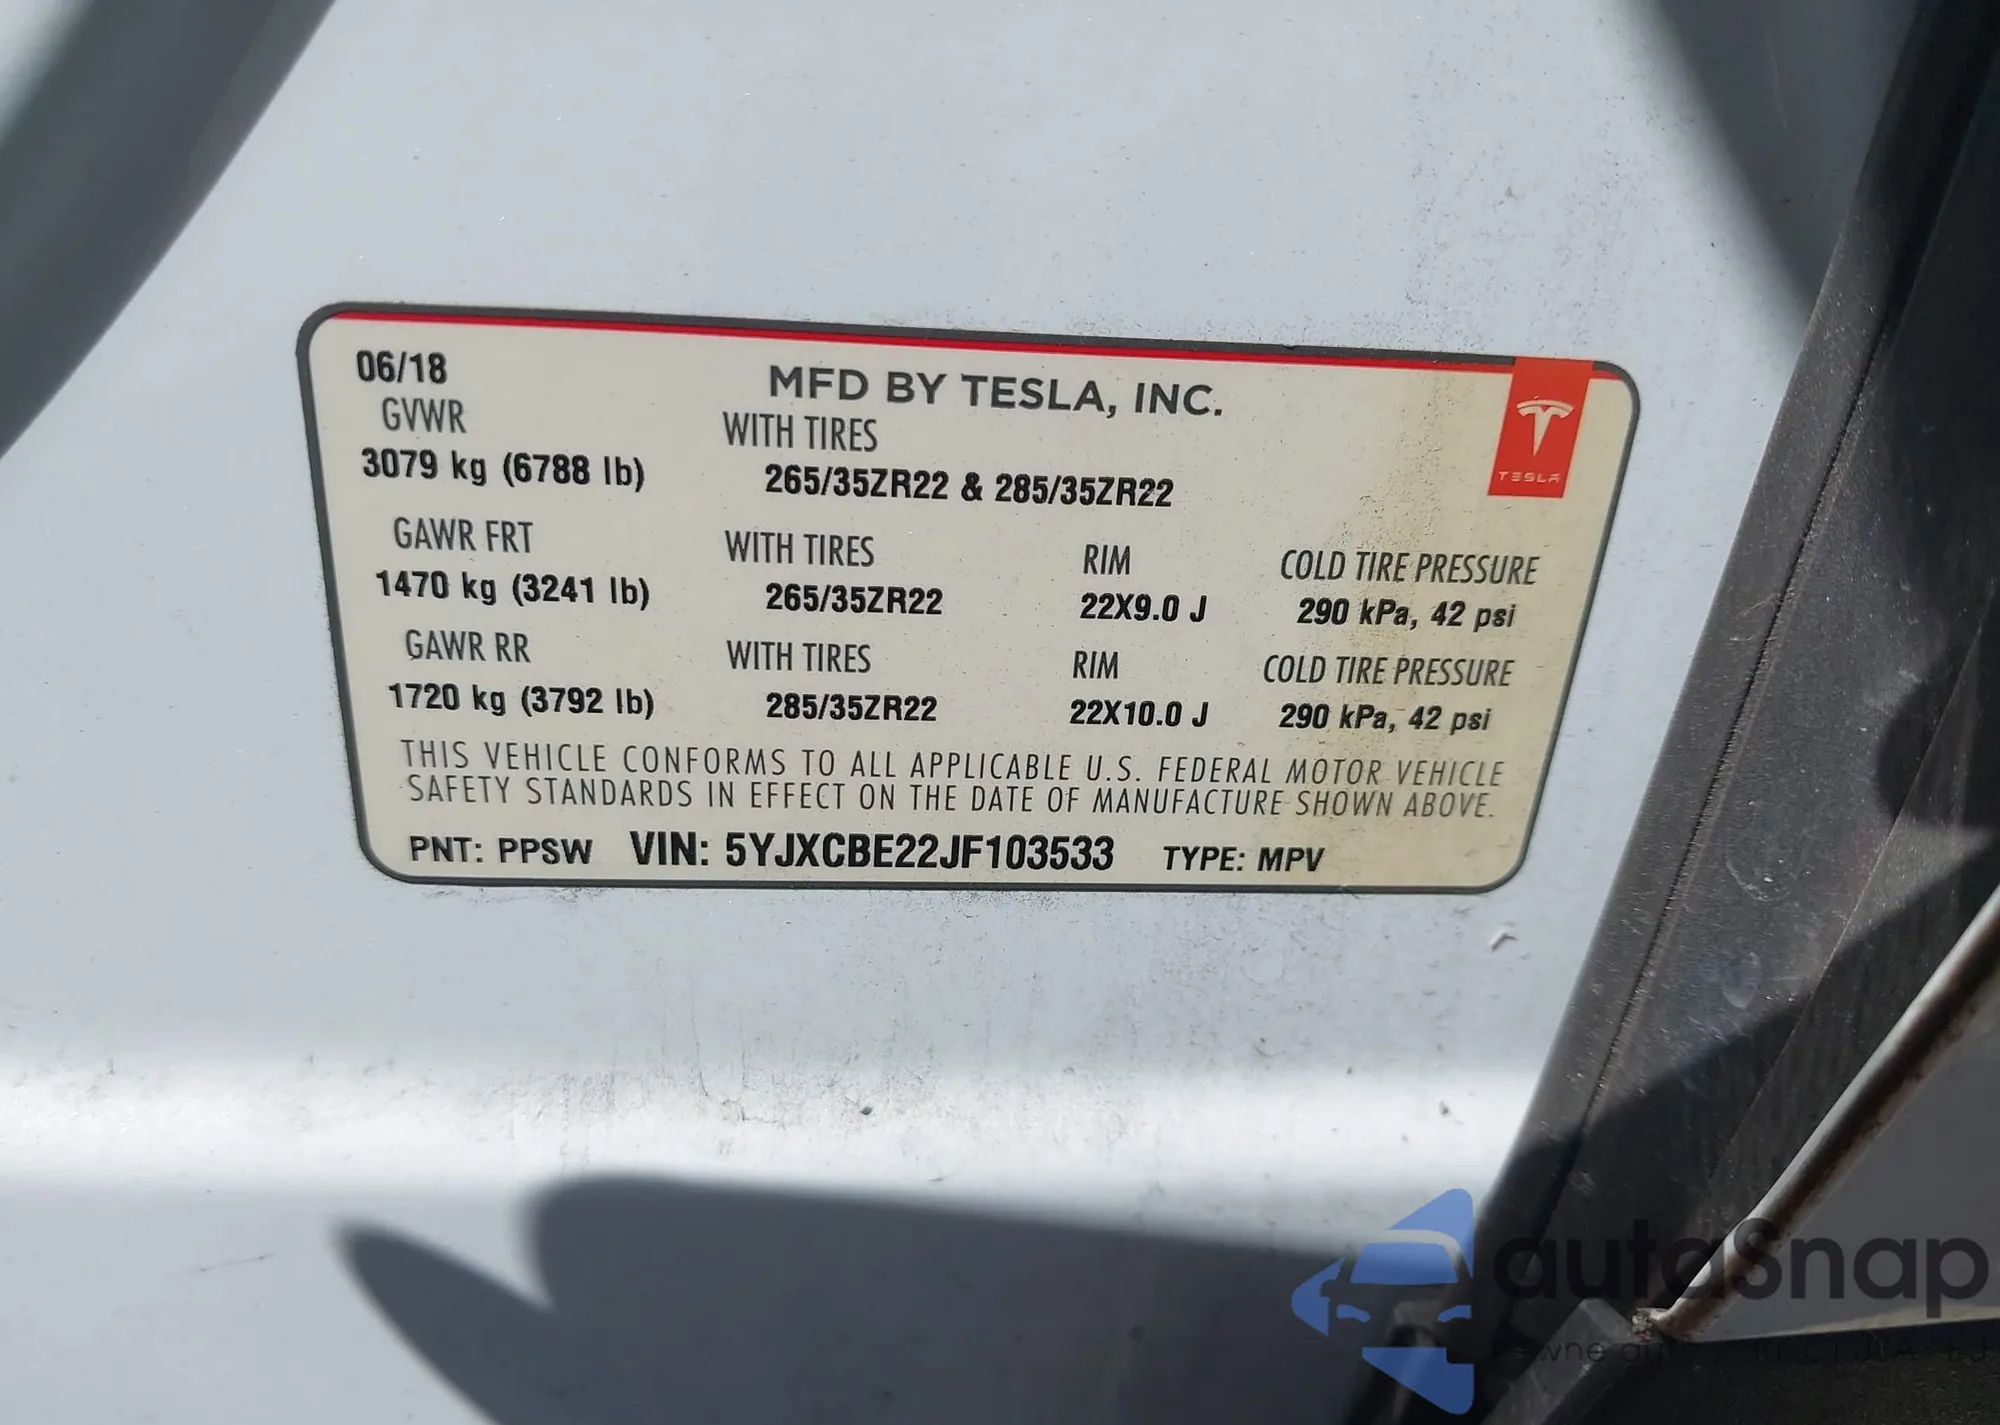 06/18
MFD BY TESLA, INC.
GVWR WITH TIRES
3079 kg (6788 lb) 265/35ZR22 & 285/35ZR22
TESLA
GAWR FRT WITH TIRES RIM COLD TIRE PRESSURE
1470 kg (3241 lb) 265/35ZR22 22X9.0 J 290 kPa, 42 psi
GAWR RR WITH TIRES RIM COLD TIRE PRESSURE
1720 kg (3792 lb) 285/35ZR22 22X10.0 J 290 kPa, 42 psi
THIS VEHICLE CONFORMS TO ALL APPLICABLE U.S. FEDERAL MOTOR VEHICLE
SAFETY STANDARDS IN EFFECT ON THE DATE OF MANUFACTURE SHOWN ABOVE.
PNT: PPSW VIN: 5YJXCBE22JF103533 TYPE: MPV
autaSnap